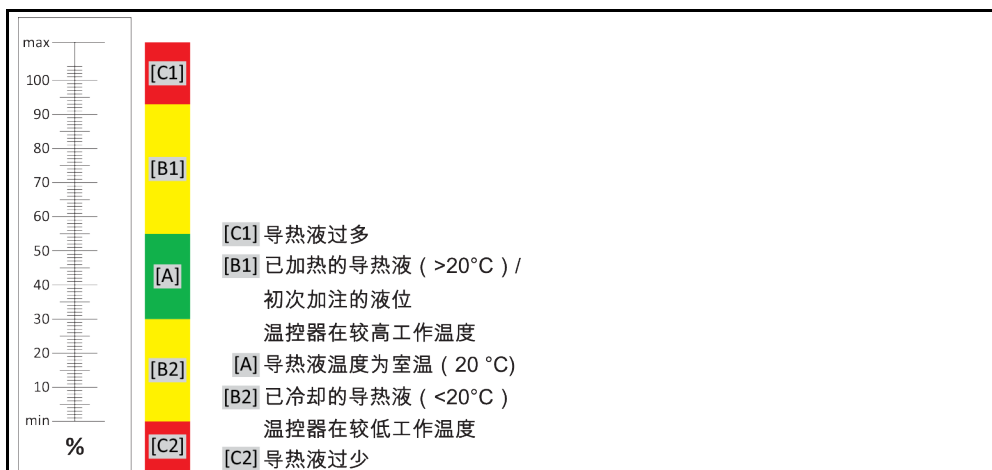 max
100
90
80
70
60
50
40
30
20
10
min
%
[C1]
[B1]
[A]
[B2]
[C2]
[C1] 导热液过多
[B1] 已加热的导热液 ( >20°C ) /
初次加注的液位
温控器在较高工作温度
[A] 导热液温度为室温 ( 20 °C)
[B2] 已冷却的导热液 ( <20°C )
温控器在较低工作温度
[C2] 导热液过少